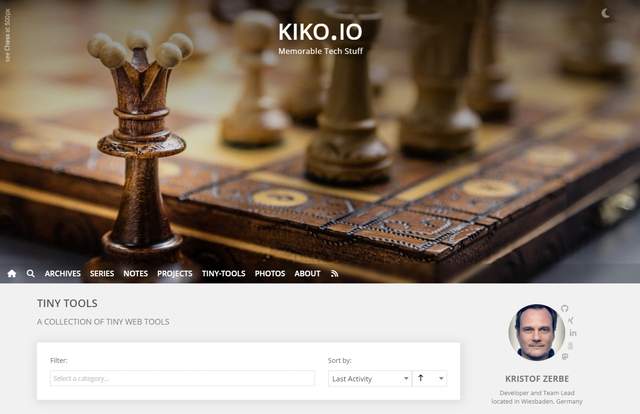 see Chess at 500px
KIKO.IO
Memorable Tech Stuff
ARCHIVES SERIES NOTES PROJECTS TINY-TOOLS PHOTOS ABOUT
TINY TOOLS
A COLLECTION OF TINY WEB TOOLS
Filter:
Select a category...
Sort by:
Last Activity
KRISTOF ZERBE
Developer and Team Lead
located in Wiesbaden, Germany